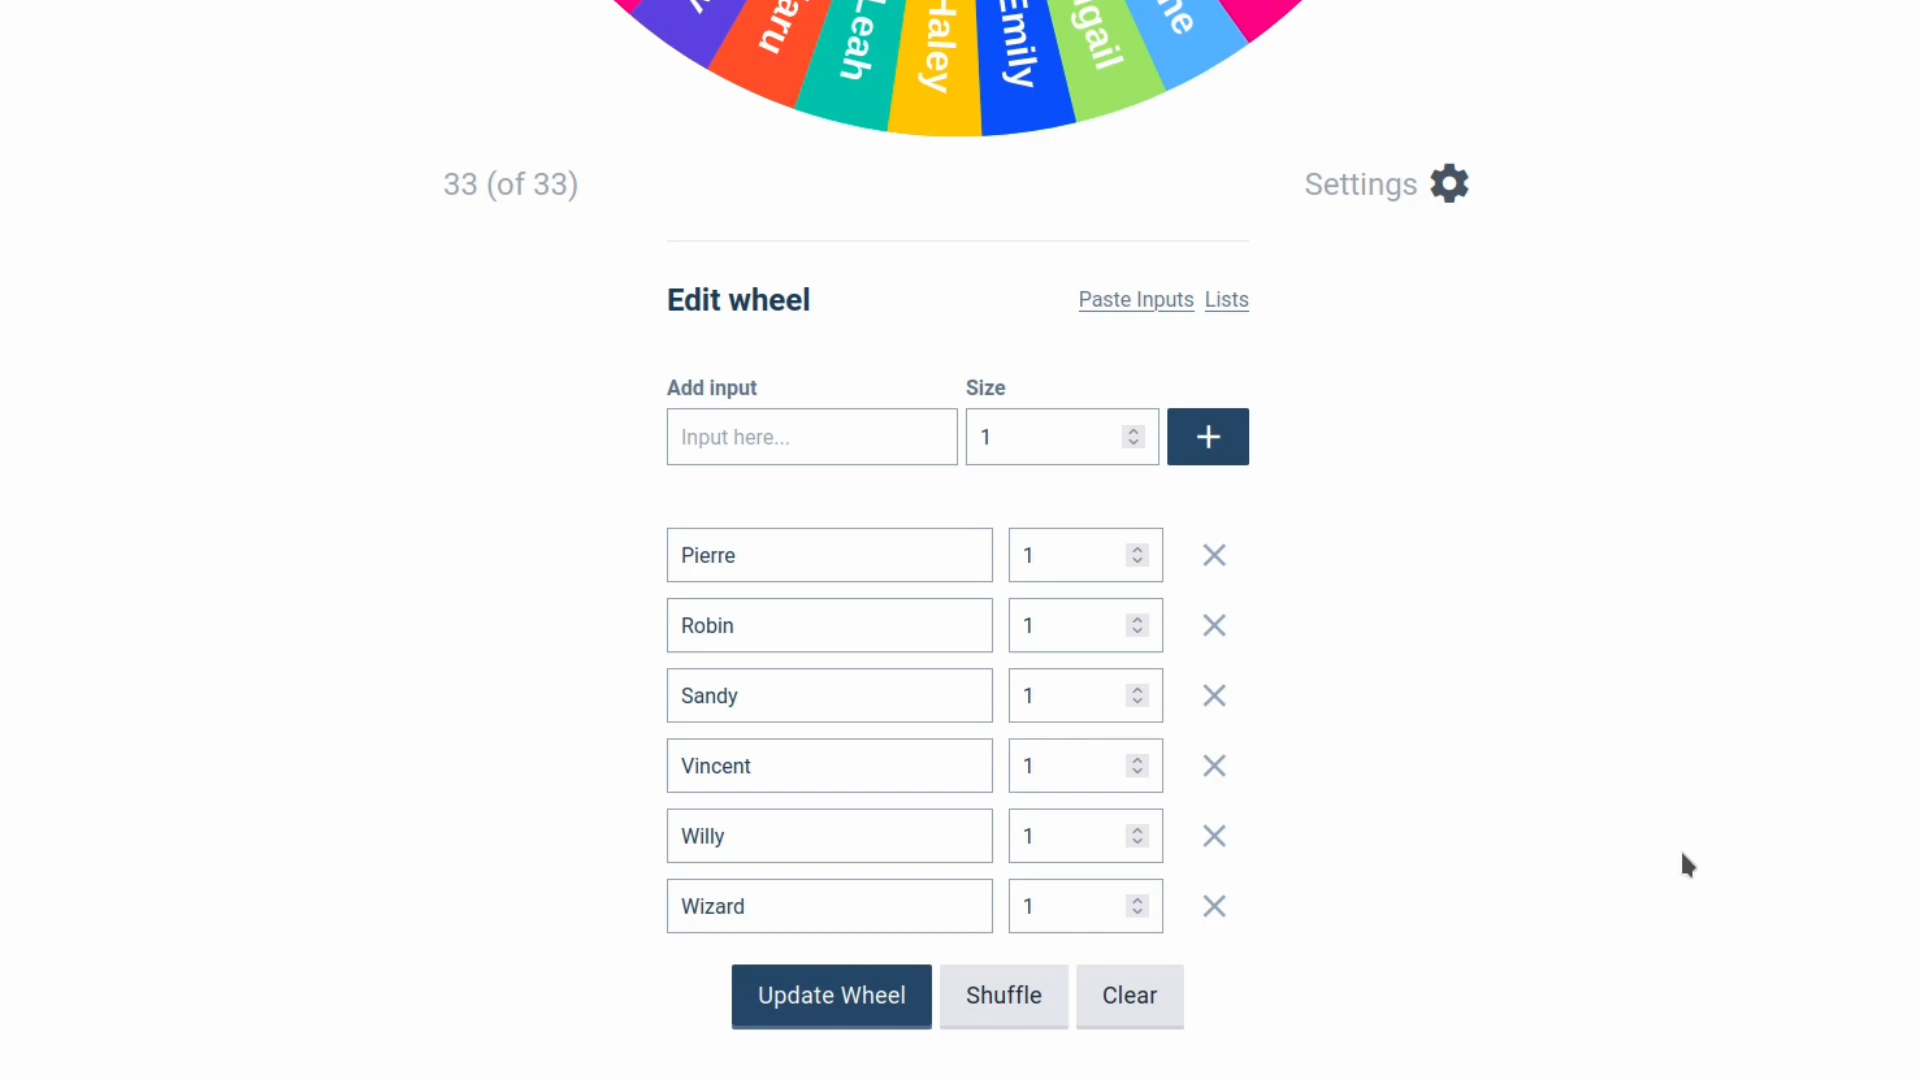 Leah
Haley
Emily
33 (of 33)
Settings
Edit wheel
Paste Inputs Lists
Add input
Size
Input here...
1
Pierre
1
Robin
1
Sandy
1
Vincent
1
Willy
1
Wizard
1
Update Wheel
Shuffle
Clear